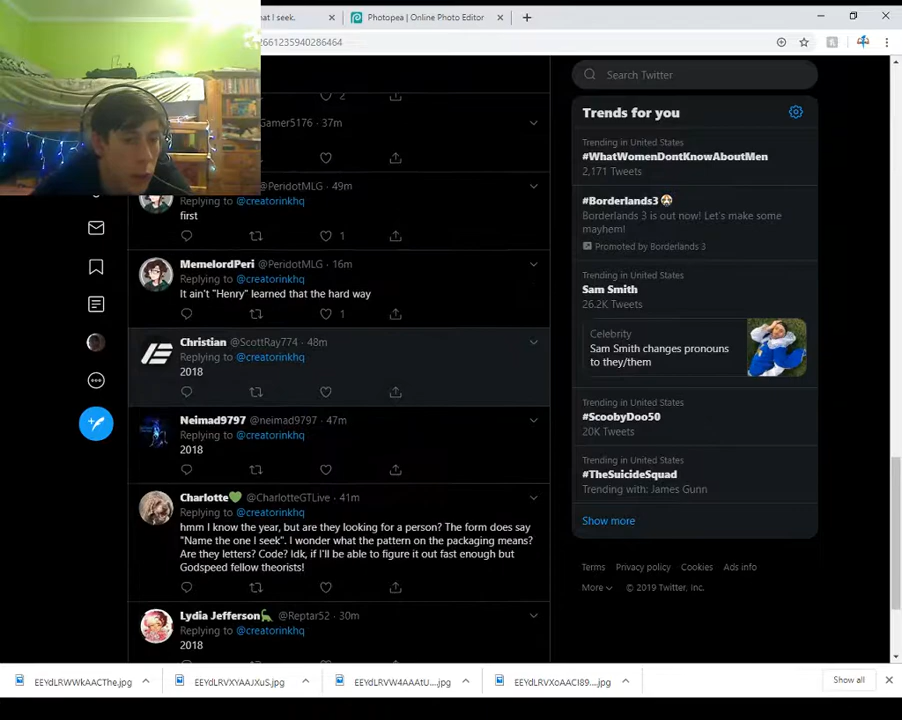 hat I seek.
Photopea | Online Photo Editor
2661235940286464
Search Twitter
2
Gamer5176 · 37m
Trends for you
Trending in United States
#WhatWomenDontKnowAboutMen
2,171 Tweets
@PeridotMLG · 49m
Replying to @creatorinkhq
first
1
#Borderlands3
Borderlands 3 is out now! Let's make some
mayhem!
Promoted by Borderlands 3
MemelordPeri @PeridotMLG · 16m
Replying to @creatorinkhq
It ain't "Henry" learned that the hard way
1
Trending in United States
Sam Smith
26.2K Tweets
Celebrity
Sam Smith changes pronouns
to they/them
Christian @ScottRay774 · 48m
Replying to @creatorinkhq
2018
Trending in United States
#ScoobyDoo50
20K Tweets
Neimad9797 @neimad9797 · 47m
Replying to @creatorinkhq
2018
Trending in United States
#TheSuicideSquad
Trending with: James Gunn
Show more
Charlotte💚 @CharlotteGTLive · 41m
Replying to @creatorinkhq
hmm I know the year, but are they looking for a person? The form does say
"Name the one I seek". I wonder what the pattern on the packaging means?
Are they letters? Code? Idk, if I'll be able to figure it out fast enough but
Godspeed fellow theorists!
Terms Privacy policy Cookies Ads info
More © 2019 Twitter, Inc.
Lydia Jefferson🦕 @Reptar52 · 30m
Replying to @creatorinkhq
2018
EEYdLRWWkAACThe.jpg
EEYdLRVXYAAJXuS.jpg
EEYdLRVW4AAAtU....jpg
EEYdLRVXoAACI89....jpg
Show all